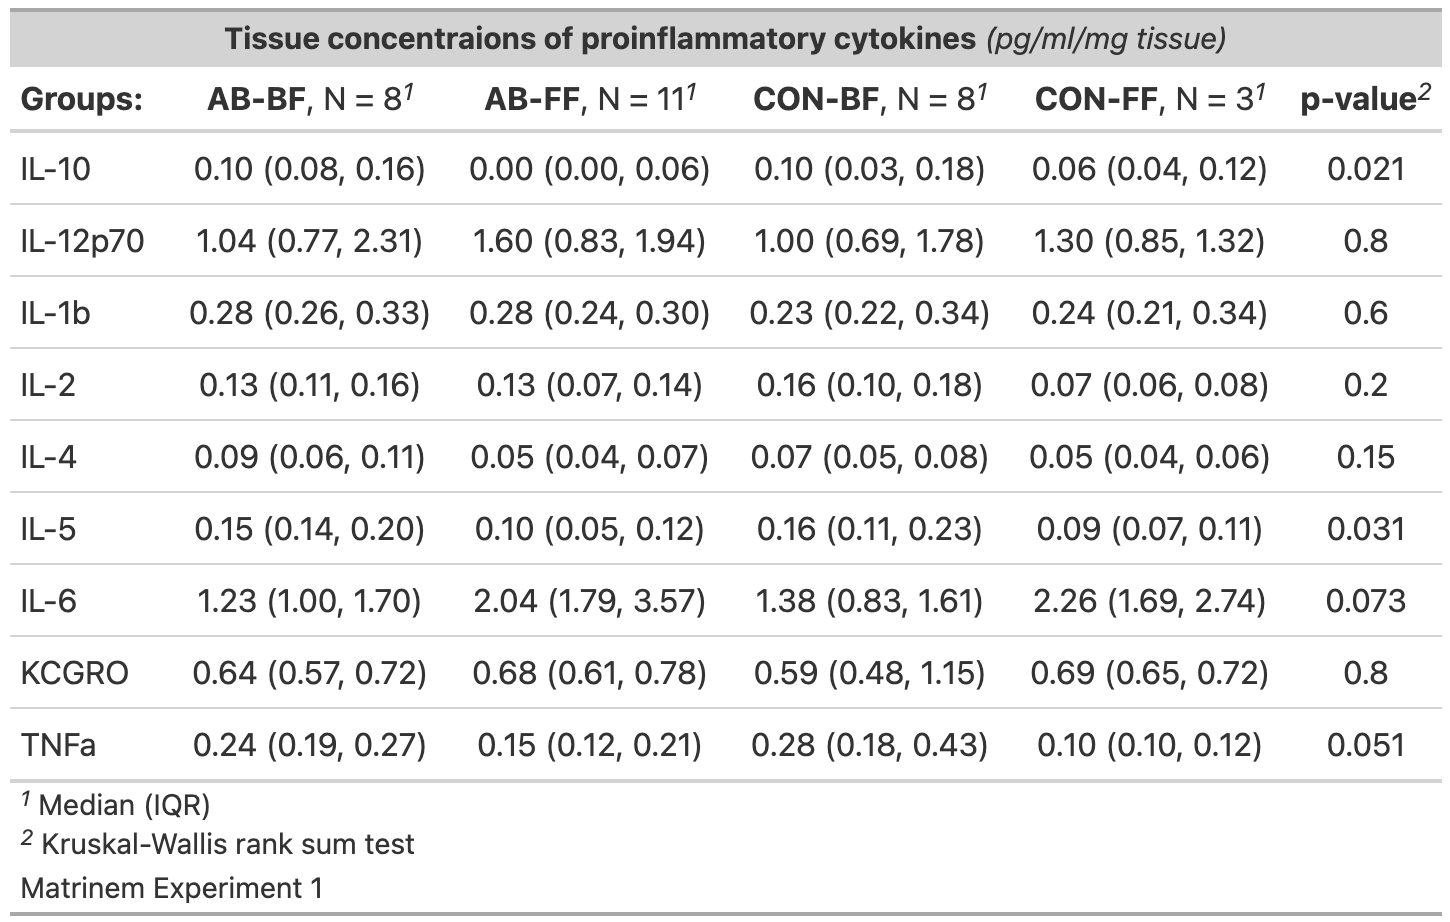 Tissue concentraions of proinflammatory cytokines (pg/ml/mg tissue)
Groups: AB-BF, N = 8¹ AB-FF, N = 11¹ CON-BF, N = 8¹ CON-FF, N = 3¹ p-value²
IL-10 0.10 (0.08, 0.16) 0.00 (0.00, 0.06) 0.10 (0.03, 0.18) 0.06 (0.04, 0.12) 0.021
IL-12p70 1.04 (0.77, 2.31) 1.60 (0.83, 1.94) 1.00 (0.69, 1.78) 1.30 (0.85, 1.32) 0.8
IL-1b 0.28 (0.26, 0.33) 0.28 (0.24, 0.30) 0.23 (0.22, 0.34) 0.24 (0.21, 0.34) 0.6
IL-2 0.13 (0.11, 0.16) 0.13 (0.07, 0.14) 0.16 (0.10, 0.18) 0.07 (0.06, 0.08) 0.2
IL-4 0.09 (0.06, 0.11) 0.05 (0.04, 0.07) 0.07 (0.05, 0.08) 0.05 (0.04, 0.06) 0.15
IL-5 0.15 (0.14, 0.20) 0.10 (0.05, 0.12) 0.16 (0.11, 0.23) 0.09 (0.07, 0.11) 0.031
IL-6 1.23 (1.00, 1.70) 2.04 (1.79, 3.57) 1.38 (0.83, 1.61) 2.26 (1.69, 2.74) 0.073
KCGRO 0.64 (0.57, 0.72) 0.68 (0.61, 0.78) 0.59 (0.48, 1.15) 0.69 (0.65, 0.72) 0.8
TNFa 0.24 (0.19, 0.27) 0.15 (0.12, 0.21) 0.28 (0.18, 0.43) 0.10 (0.10, 0.12) 0.051
¹ Median (IQR)
² Kruskal-Wallis rank sum test
Matrinem Experiment 1